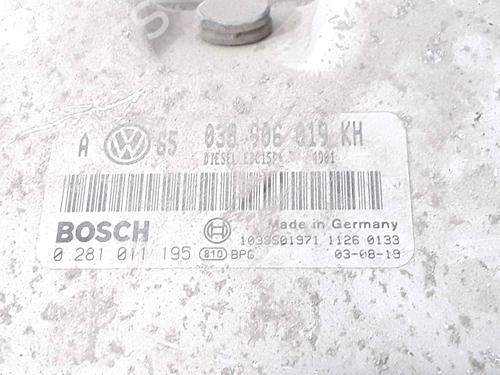 A 65 038 906 019 KH
DIESEL EDC15P+ 4D01
BOSCH
Made in Germany
1039S01971 1126 0133
0 281 011 195 810 BPG 03-08-19